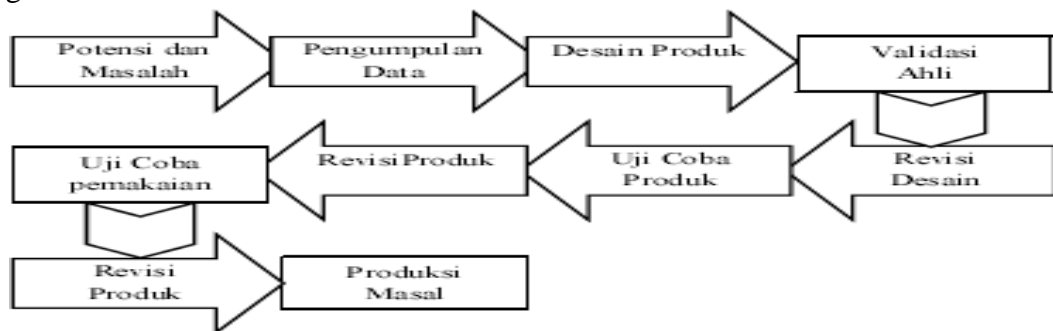 Potensi dan
Masalah
Pengumpulan
Data
Desain Produk
Validasi
Ahli
Revisi
Desain
Uji Coba
Produk
Revisi Produk
Uji Coba
pemakaian
Revisi
Produk
Produksi
Masal